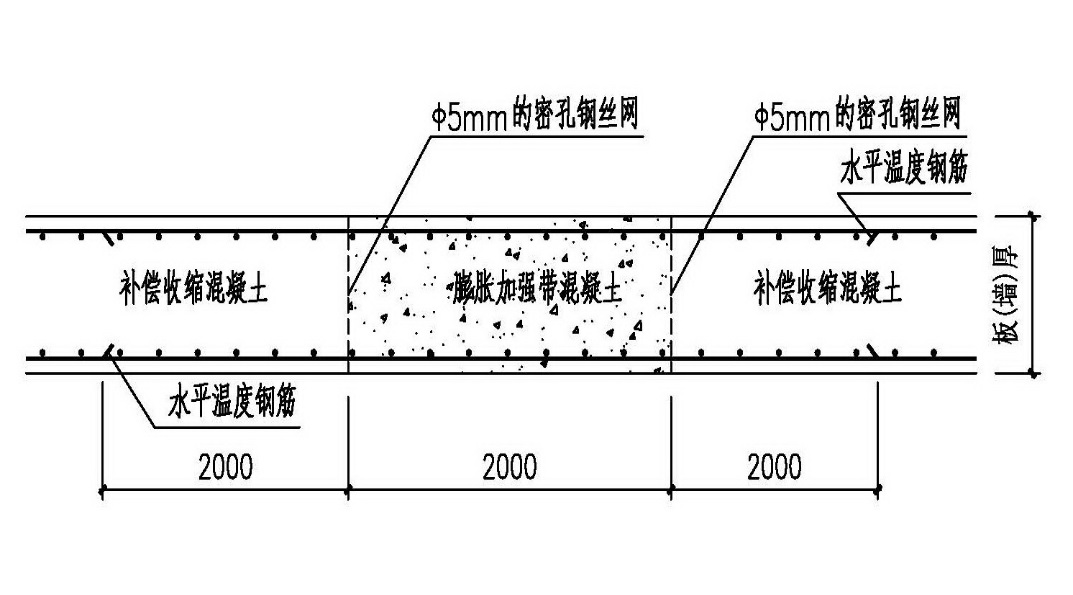 ϕ5mm的密孔钢丝网
ϕ5mm的密孔钢丝网
水平温度钢筋
补偿收缩混凝土
膨胀加强带混凝土
补偿收缩混凝土
板(墙)厚
水平温度钢筋
2000
2000
2000